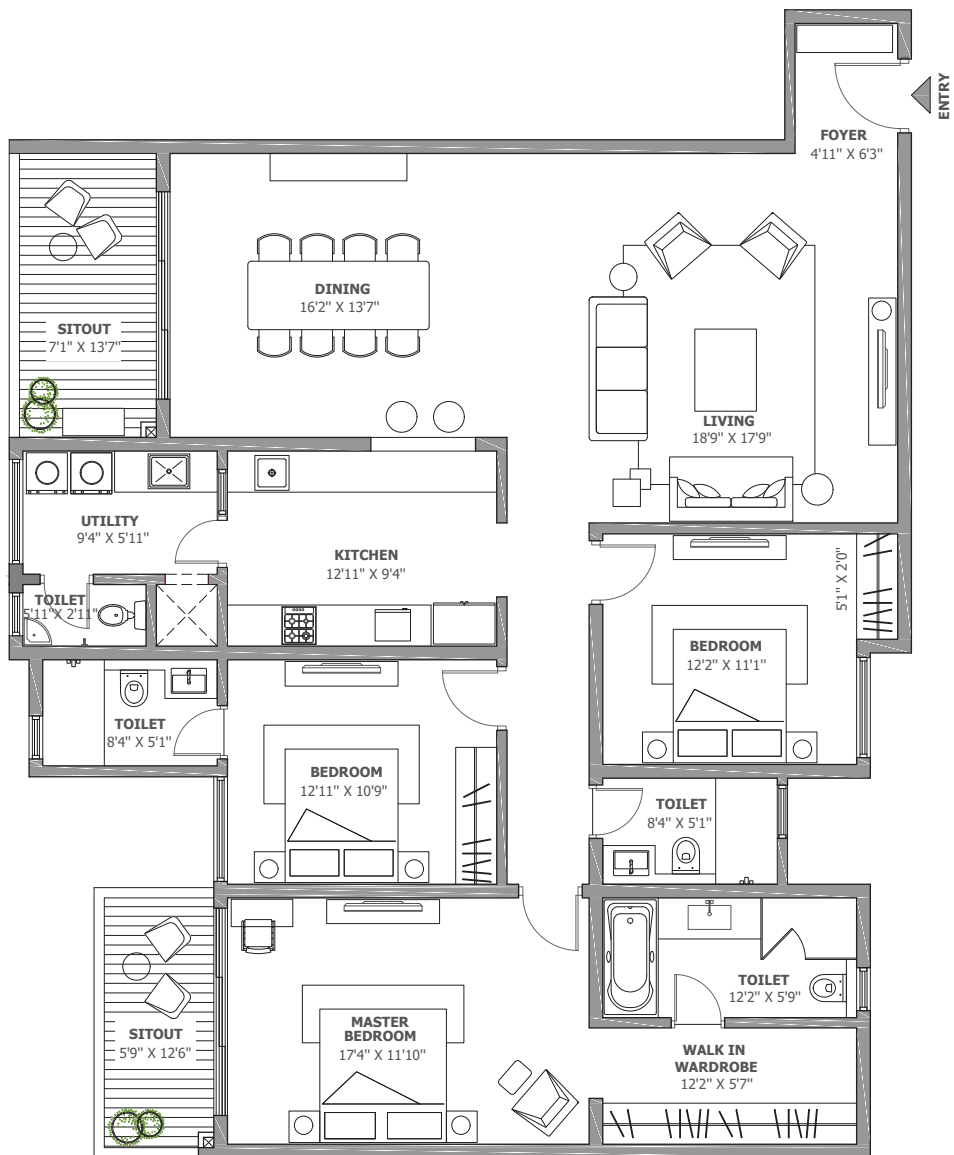 ENTRY
FOYER
4'11" X 6'3"
DINING
16'2" X 13'7"
SITOUT
7'1" X 13'7"
LIVING
18'9" X 17'9"
UTILITY
9'4" X 5'11"
KITCHEN
12'11" X 9'4"
5'1" X 2'0"
TOILET
5'11" X 2'11"
BEDROOM
12'2" X 11'1"
TOILET
8'4" X 5'1"
BEDROOM
12'11" X 10'9"
TOILET
8'4" X 5'1"
TOILET
12'2" X 5'9"
SITOUT
5'9" X 12'6"
MASTER
BEDROOM
17'4" X 11'10"
WALK IN
WARDROBE
12'2" X 5'7"